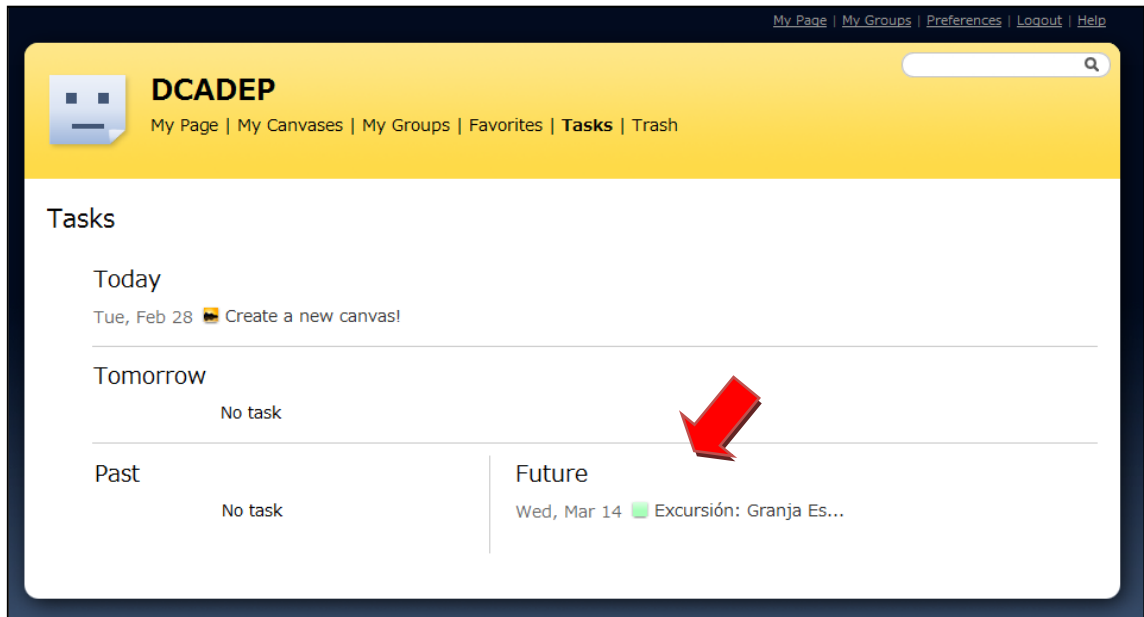 My Page | My Groups | Preferences | Logout | Help
DCADEP
My Page | My Canvases | My Groups | Favorites | Tasks | Trash
Tasks
Today
Tue, Feb 28 Create a new canvas!
Tomorrow
No task
Past
No task
Future
Wed, Mar 14 Excursión: Granja Es...